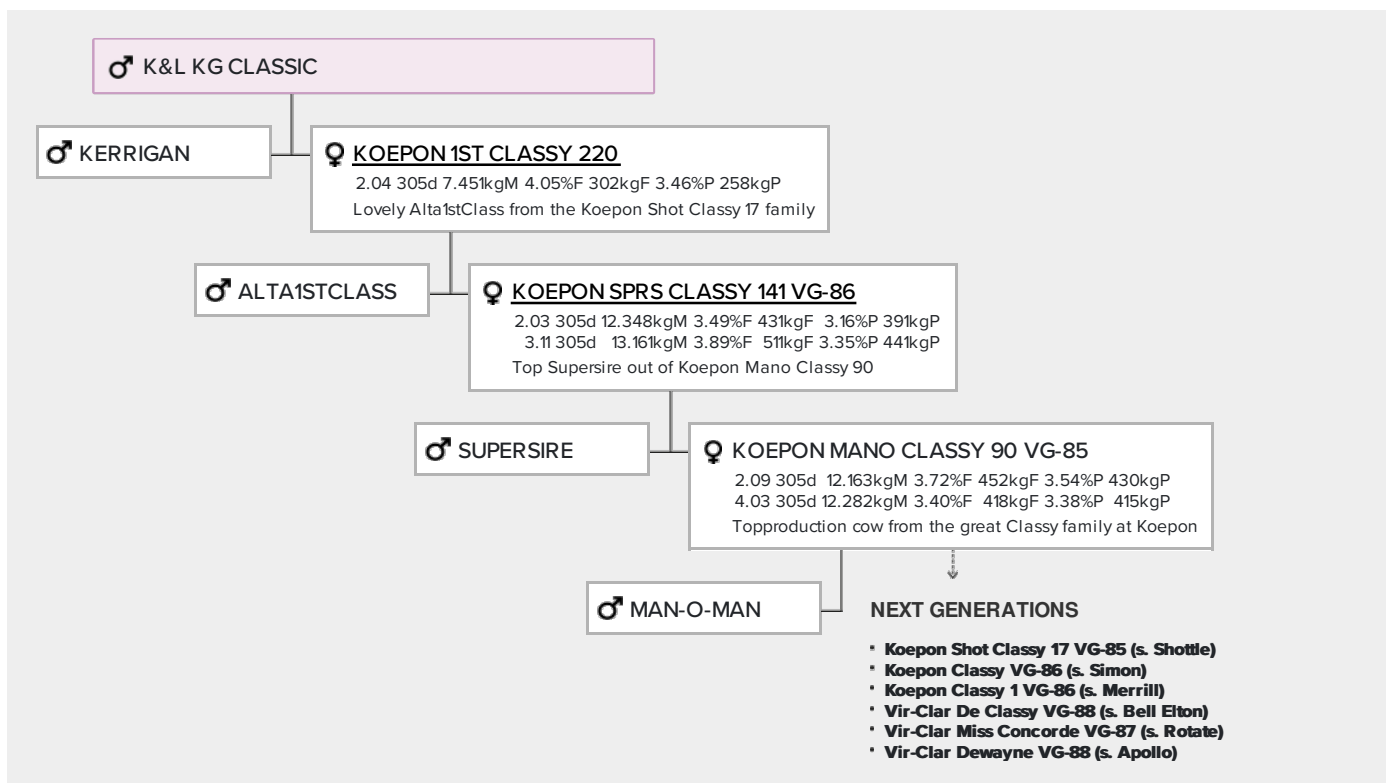 K&L KG CLASSIC
KERRIGAN
KOEPON 1ST CLASSY 220
2.04 305d 7.451kgM 4.05%F 302kgF 3.46%P 258kgP
Lovely Alta1stClass from the Koepon Shot Classy 17 family
ALTA1STCLASS
KOEPON SPRS CLASSY 141 VG-86
2.03 305d 12.348kgM 3.49%F 431kgF 3.16%P 391kgP
3.11 305d 13.161kgM 3.89%F 511kgF 3.35%P 441kgP
Top Supersire out of Koepon Mano Classy 90
SUPERSIRE
KOEPON MANO CLASSY 90 VG-85
2.09 305d 12.163kgM 3.72%F 452kgF 3.54%P 430kgP
4.03 305d 12.282kgM 3.40%F 418kgF 3.38%P 415kgP
Topproduction cow from the great Classy family at Koepon
MAN-O-MAN
NEXT GENERATIONS
· Koepon Shot Classy 17 VG-85 (s. Shottle)
· Koepon Classy VG-86 (s. Simon)
· Koepon Classy 1 VG-86 (s. Merrill)
· Vir-Clar De Classy VG-88 (s. Bell Elton)
· Vir-Clar Miss Concorde VG-87 (s. Rotate)
· Vir-Clar Dewayne VG-88 (s. Apollo)